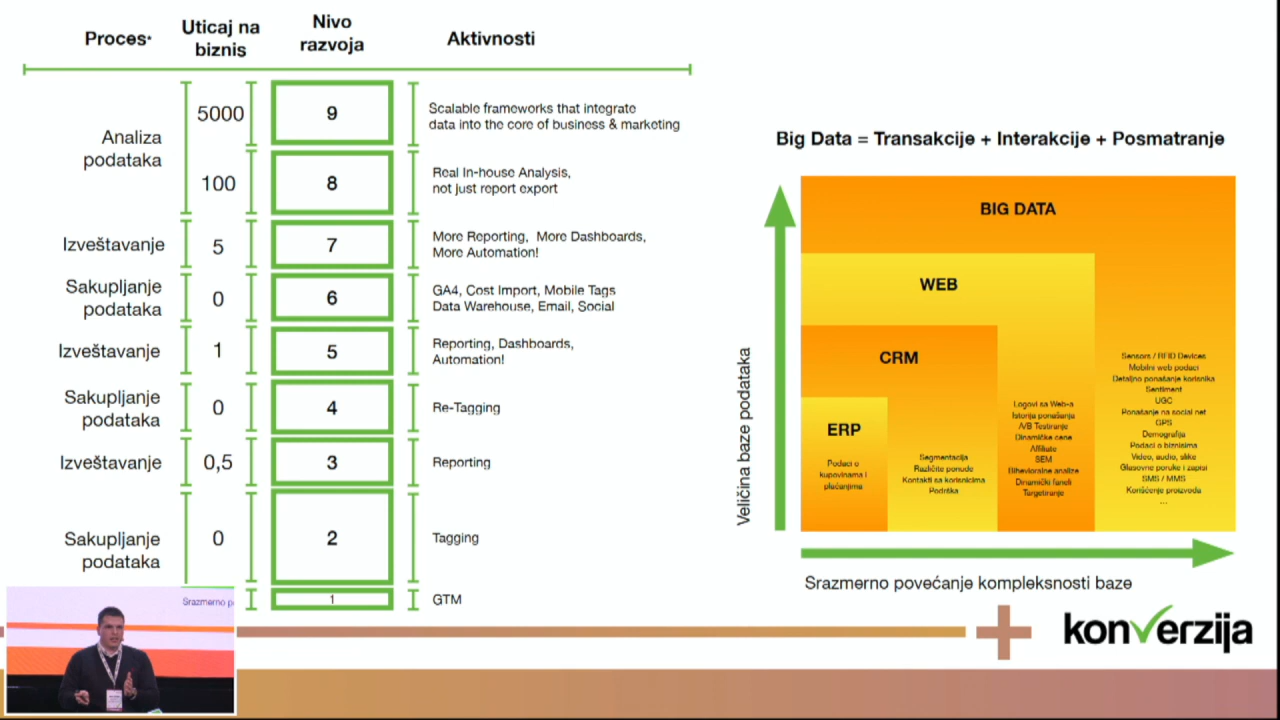 Proces*
Uticaj na
biznis
Nivo
razvoja
Aktivnosti
Analiza
podataka
5000
9
Scalable frameworks that integrate
data into the core of business & marketing
100
8
Real In-house Analysis,
not just report export
Izveštavanje
5
7
More Reporting, More Dashboards,
More Automation!
Sakupljanje
podataka
0
6
GA4, Cost Import, Mobile Tags
Data Warehouse, Email, Social
Izveštavanje
1
5
Reporting, Dashboards,
Automation!
Sakupljanje
podataka
0
4
Re-Tagging
Izveštavanje
0,5
3
Reporting
Sakupljanje
podataka
0
2
Tagging
1
GTM
Big Data = Transakcije + Interakcije + Posmatranje
Veličina baze podataka
BIG DATA
WEB
CRM
ERP
Podaci o
kupovinama i
plaćanjima
Segmentacija
Različite ponude
Kontakti sa korisnicima
Podrška
Logovi sa Web-a
Istorija ponašanja
A/B Testiranje
Dinamičke cene
Affiliate
SEM
Bihevioralne analize
Dinamički faneli
Targetiranje
Sensors / RFID Devices
Mobilni web podaci
Detaljno ponašanje korisnika
Sentiment
UGC
Ponašanje na social net
GPS
Demografija
Podaci o biznisima
Video, audio, slike
Glasovne poruke i zapisi
SMS / MMS
Korišćenje proizvoda
...
Srazmerno povećanje kompleksnosti baze
konverzija
Srazmerno p